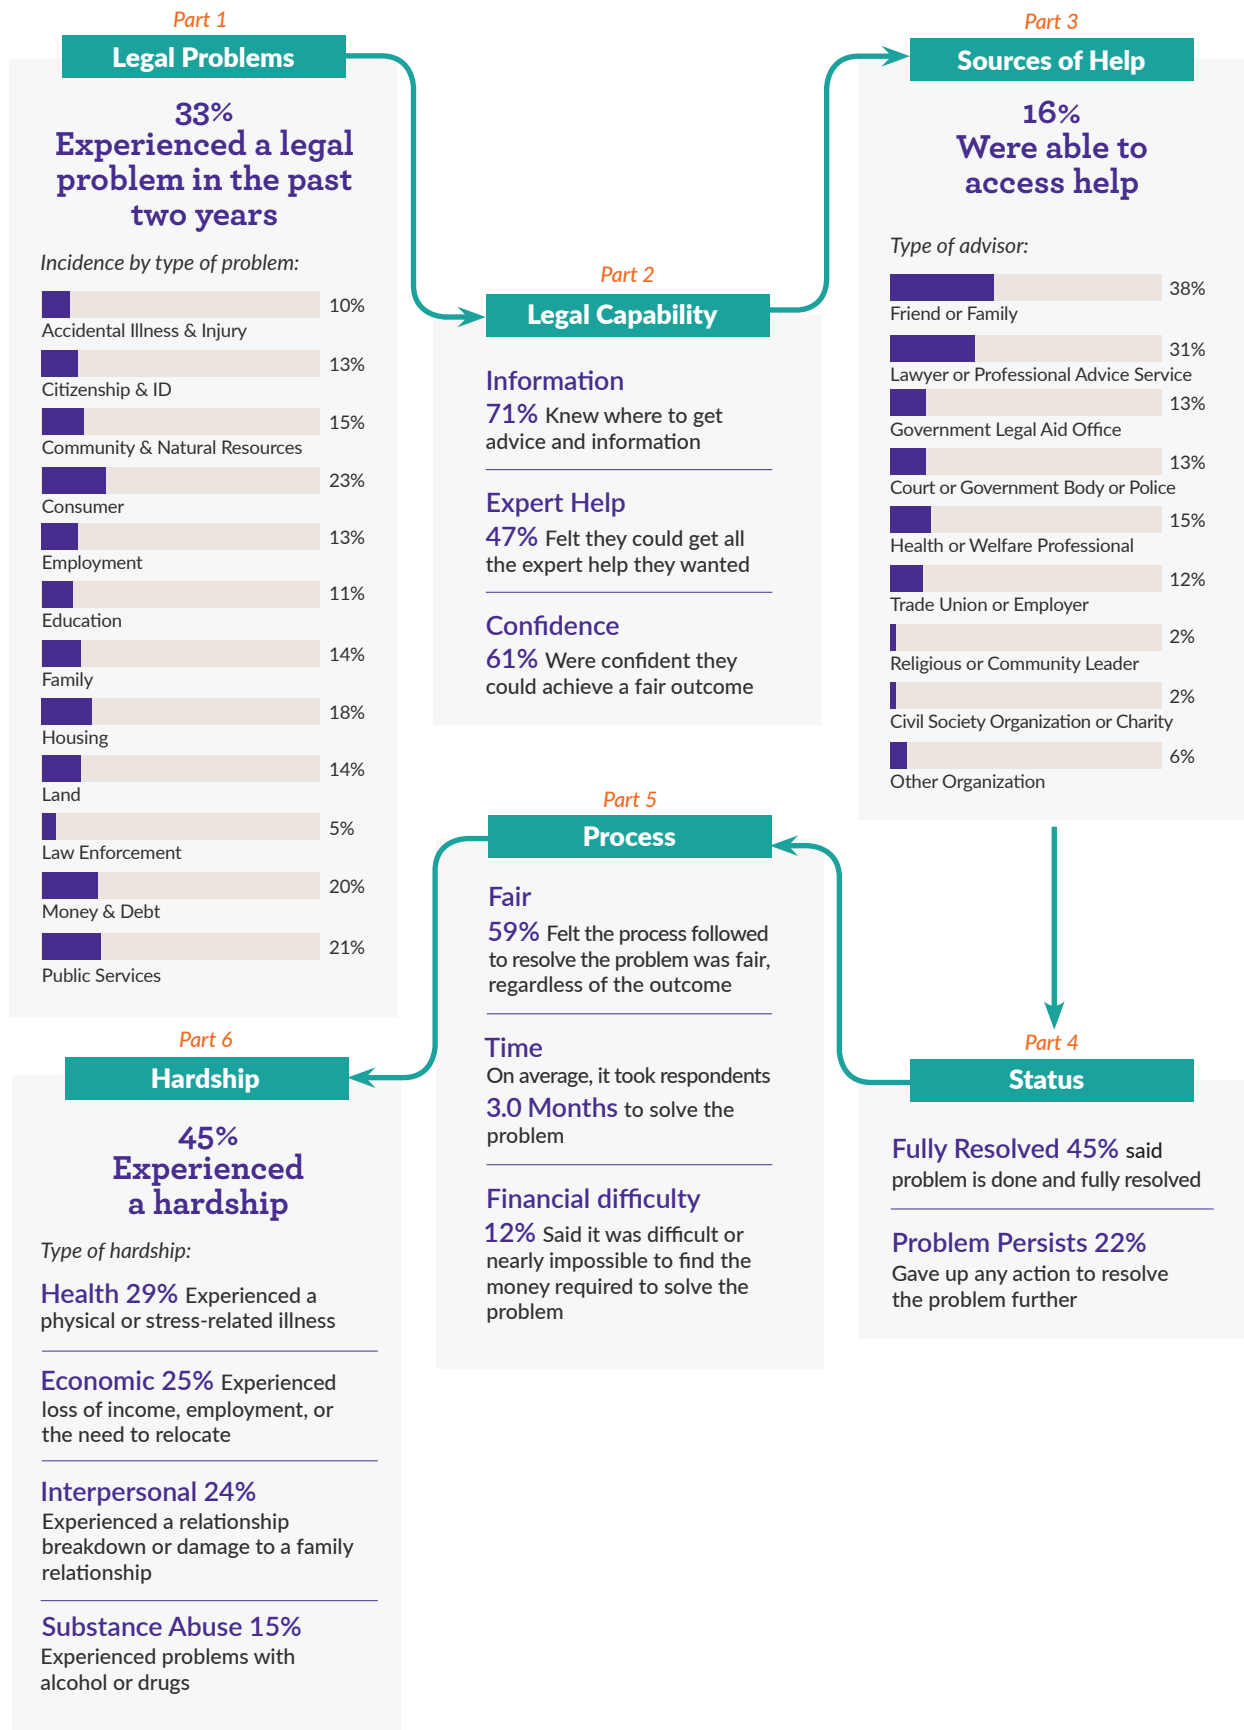 Part 1
Legal Problems
33%
Experienced a legal
problem in the past
two years
Incidence by type of problem:
10%
Accidental Illness & Injury
13%
Citizenship & ID
15%
Community & Natural Resources
23%
Consumer
13%
Employment
11%
Education
14%
Family
18%
Housing
14%
Land
5%
Law Enforcement
20%
Money & Debt
21%
Public Services
Part 2
Legal Capability
Information
71% Knew where to get
advice and information
Expert Help
47% Felt they could get all
the expert help they wanted
Confidence
61% Were confident they
could achieve a fair outcome
Part 3
Sources of Help
16%
Were able to
access help
Type of advisor:
38%
Friend or Family
31%
Lawyer or Professional Advice Service
13%
Government Legal Aid Office
13%
Court or Government Body or Police
15%
Health or Welfare Professional
12%
Trade Union or Employer
2%
Religious or Community Leader
2%
Civil Society Organization or Charity
6%
Other Organization
Part 4
Status
Fully Resolved 45% said
problem is done and fully resolved
Problem Persists 22%
Gave up any action to resolve
the problem further
Part 5
Process
Fair
59% Felt the process followed
to resolve the problem was fair,
regardless of the outcome
Time
On average, it took respondents
3.0 Months to solve the
problem
Financial difficulty
12% Said it was difficult or
nearly impossible to find the
money required to solve the
problem
Part 6
Hardship
45%
Experienced
a hardship
Type of hardship:
Health 29% Experienced a
physical or stress-related illness
Economic 25% Experienced
loss of income, employment, or
the need to relocate
Interpersonal 24%
Experienced a relationship
breakdown or damage to a family
relationship
Substance Abuse 15%
Experienced problems with
alcohol or drugs